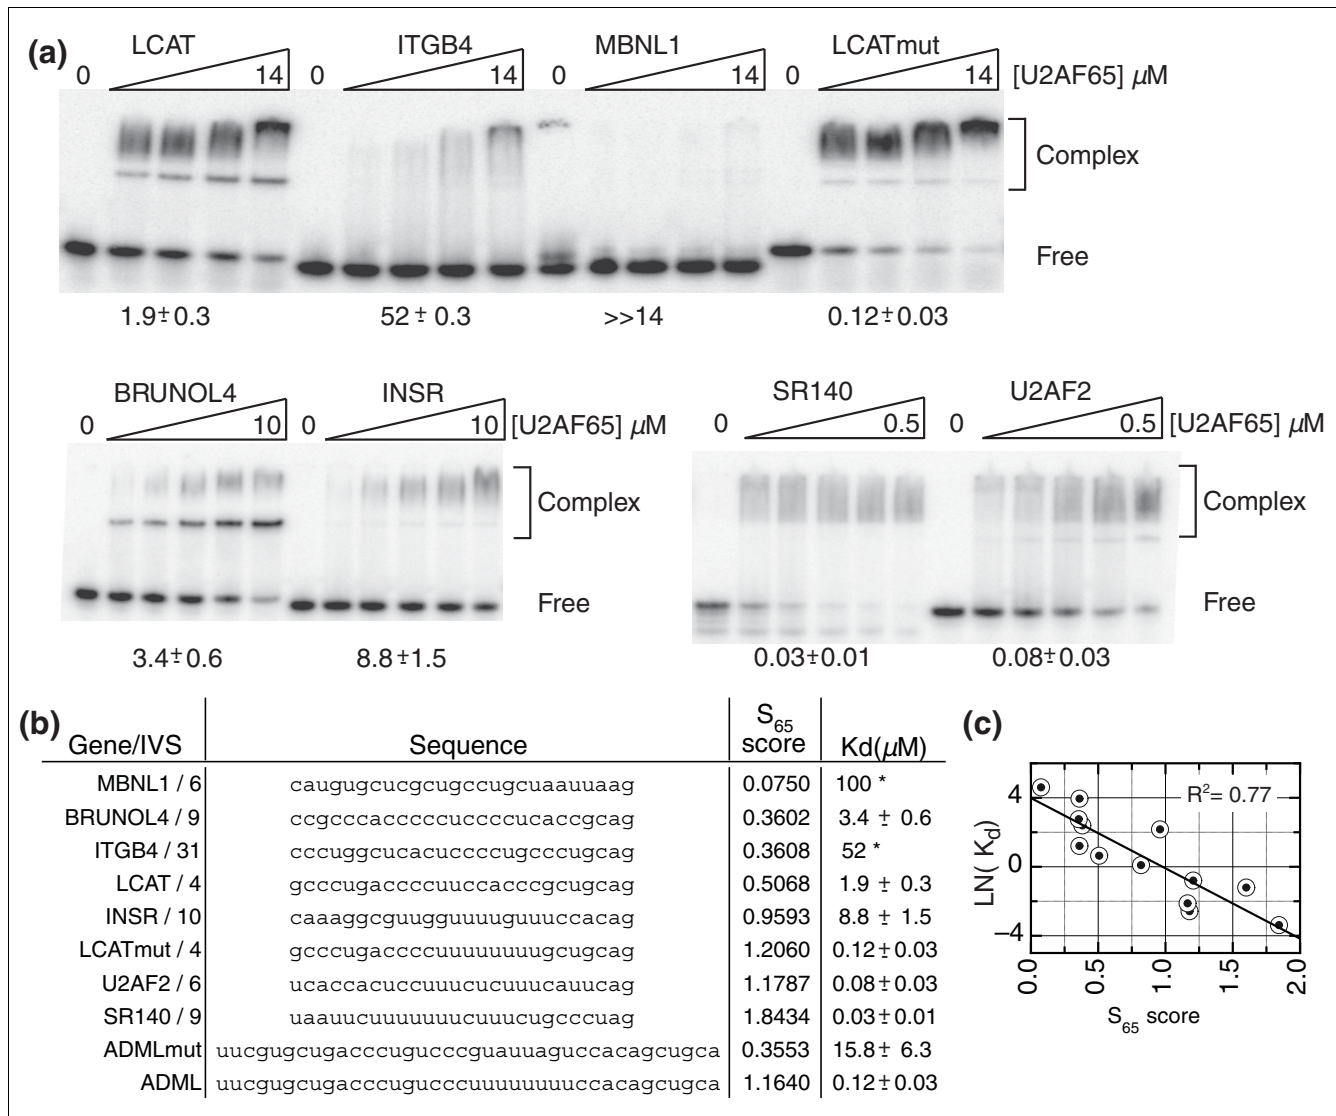 (a)
LCAT ITGB4 MBNL1 LCATmut
0 14 0 14 0 14 0 14 [U2AF65] µM
Complex
Free
1.9±0.3 52±0.3 >>14 0.12±0.03
BRUNOL4 INSR SR140 U2AF2
0 10 0 10 [U2AF65] µM 0 0.5 0 0.5 [U2AF65] µM
Complex Complex
Free Free
3.4±0.6 8.8±1.5 0.03±0.01 0.08±0.03
(b)
Gene/IVS Sequence S65 score Kd(µM)
MBNL1 / 6 caugugcucgcugccugcuaauuaag 0.0750 100 *
BRUNOL4 / 9 ccgcccacccccuccccucaccgcag 0.3602 3.4 ± 0.6
ITGB4 / 31 cccuggcucacuccccugcccugcag 0.3608 52 *
LCAT / 4 gcccugaccccuuccacccgcugcag 0.5068 1.9 ± 0.3
INSR / 10 caaaggcguugguuuuguuuccacag 0.9593 8.8 ± 1.5
LCATmut / 4 gcccugaccccuuuuuuuugcugcag 1.2060 0.12±0.03
U2AF2 / 6 ucaccacuccuuucucuuucauucag 1.1787 0.08±0.03
SR140 / 9 uaauucuuuuuuucuuucugcccuag 1.8434 0.03±0.01
ADMLmut uucgugcugacccugucccguauuaguccacagcugca 0.3553 15.8 ± 6.3
ADML uucgugcugacccugucccuuuuuuuuccacagcugca 1.1640 0.12±0.03
(c)
R²= 0.77
LN( Kd)
4
0
−4
0.0 0.5 1.0 1.5 2.0
S65 score